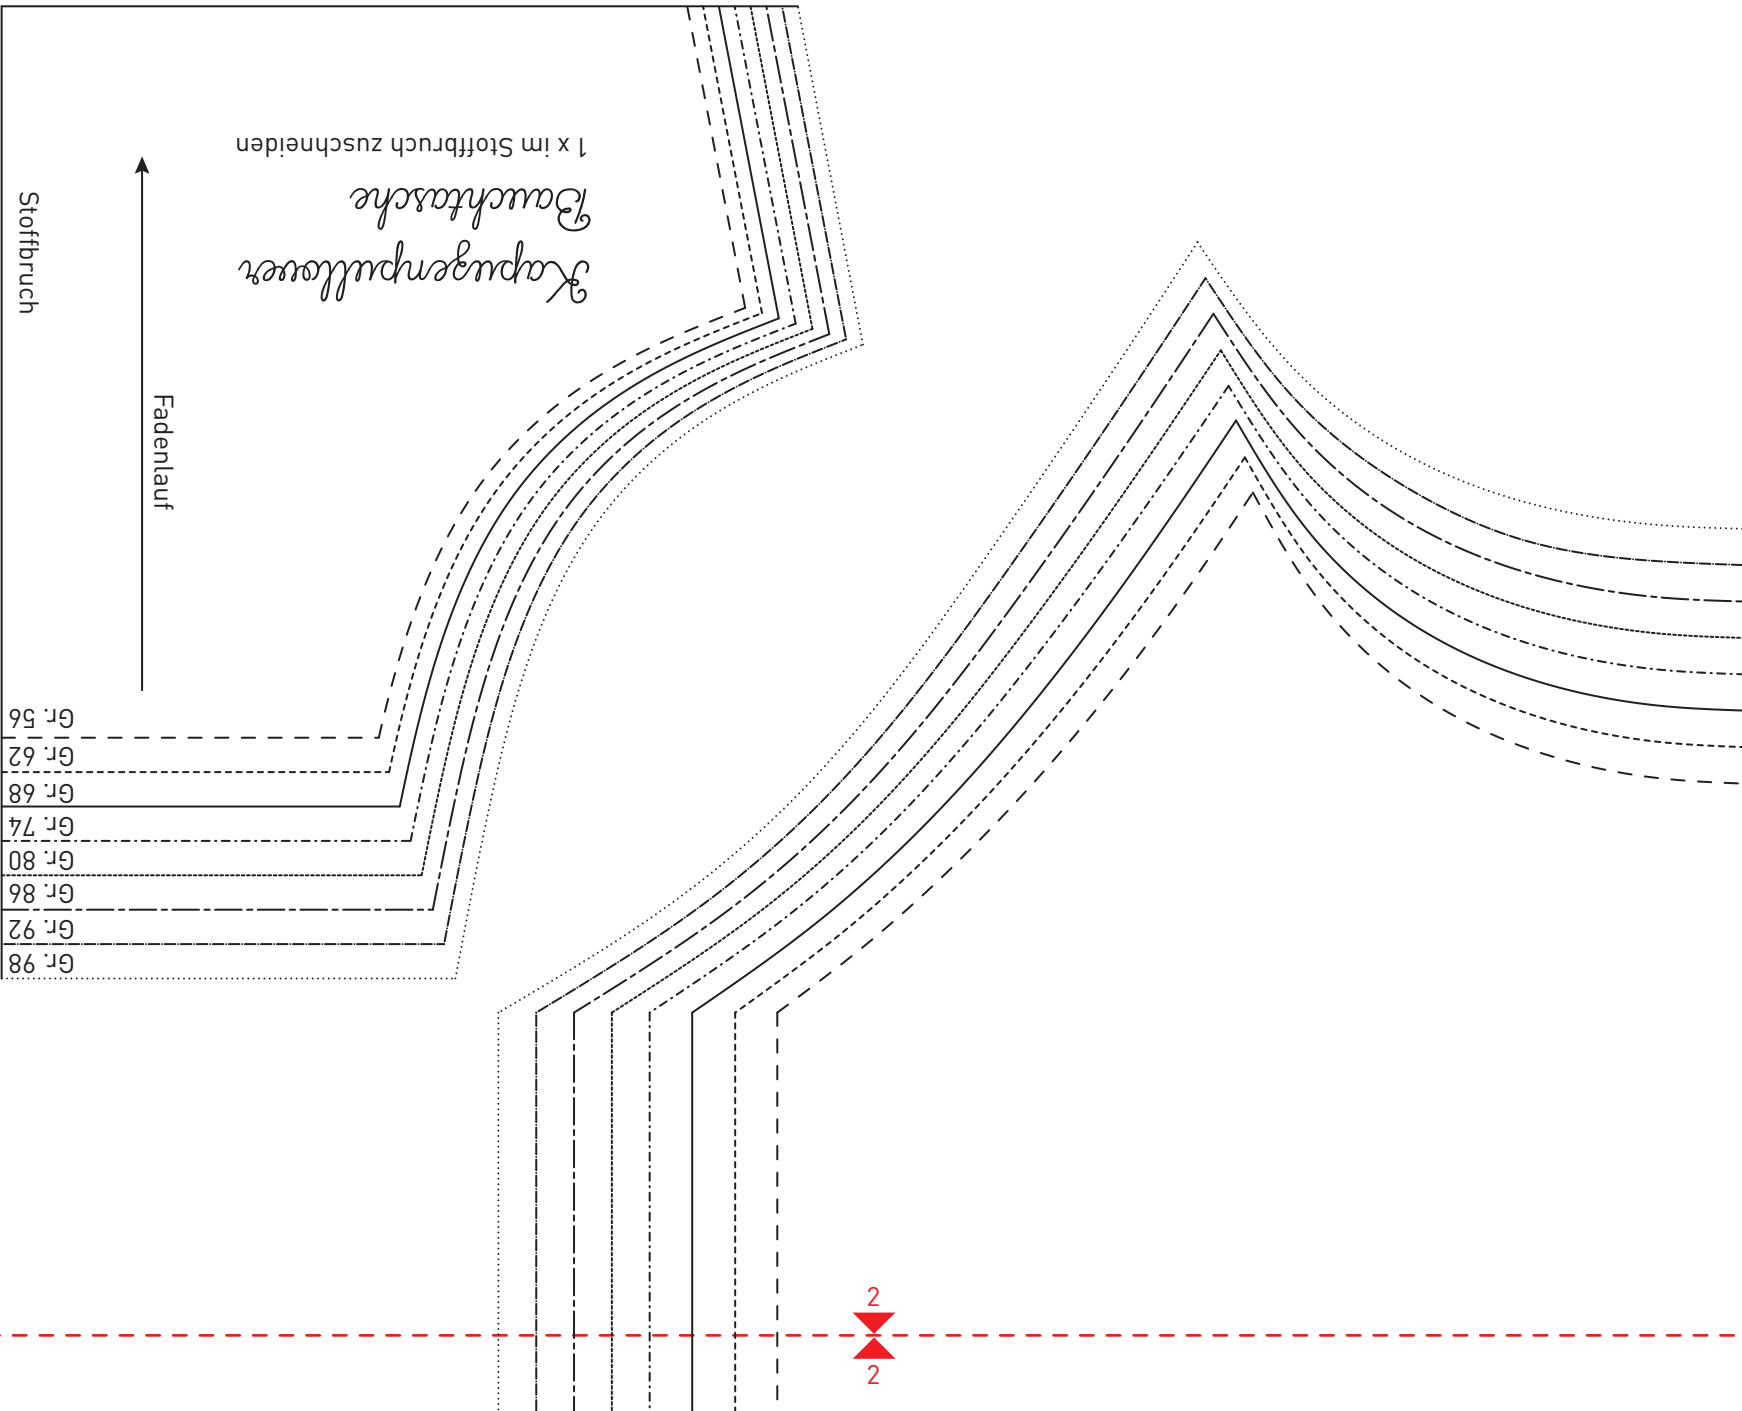 Kapuzenpullover
Bauchtasche
1 x im Stoffbruch zuschneiden
Stoffbruch
Fadenlauf
Gr. 56
Gr. 62
Gr. 68
Gr. 74
Gr. 80
Gr. 86
Gr. 92
Gr. 98
2
2